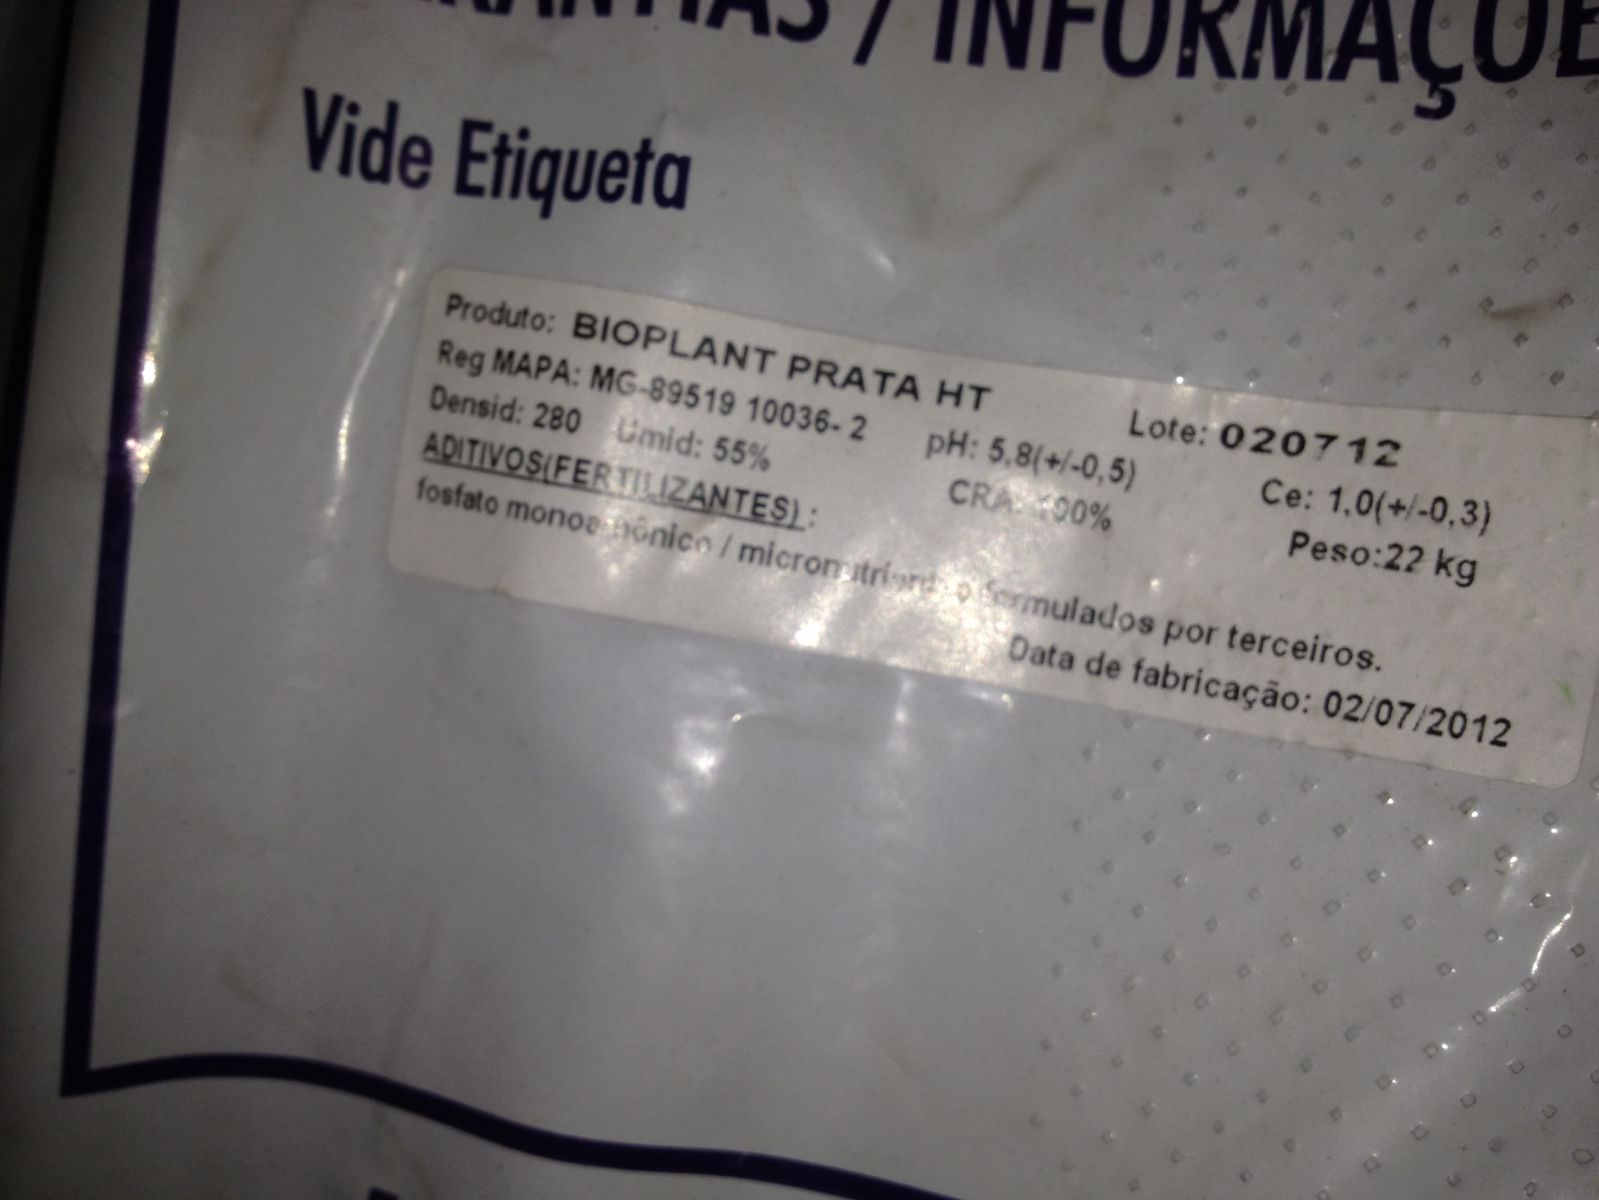 GARANTIAS / INFORMAÇÕE
Vide Etiqueta
Produto: BIOPLANT PRATA HT Lote: 020712
Reg MAPA: MG-89519 10036- 2 pH: 5,8(+/-0,5) Ce: 1,0(+/-0,3)
Densid: 280 Umid: 55% CRA: 100% Peso:22 kg
ADITIVOS(FERTILIZANTES) :
fosfato monoamônico / micronutrientes formulados por terceiros.
Data de fabricação: 02/07/2012